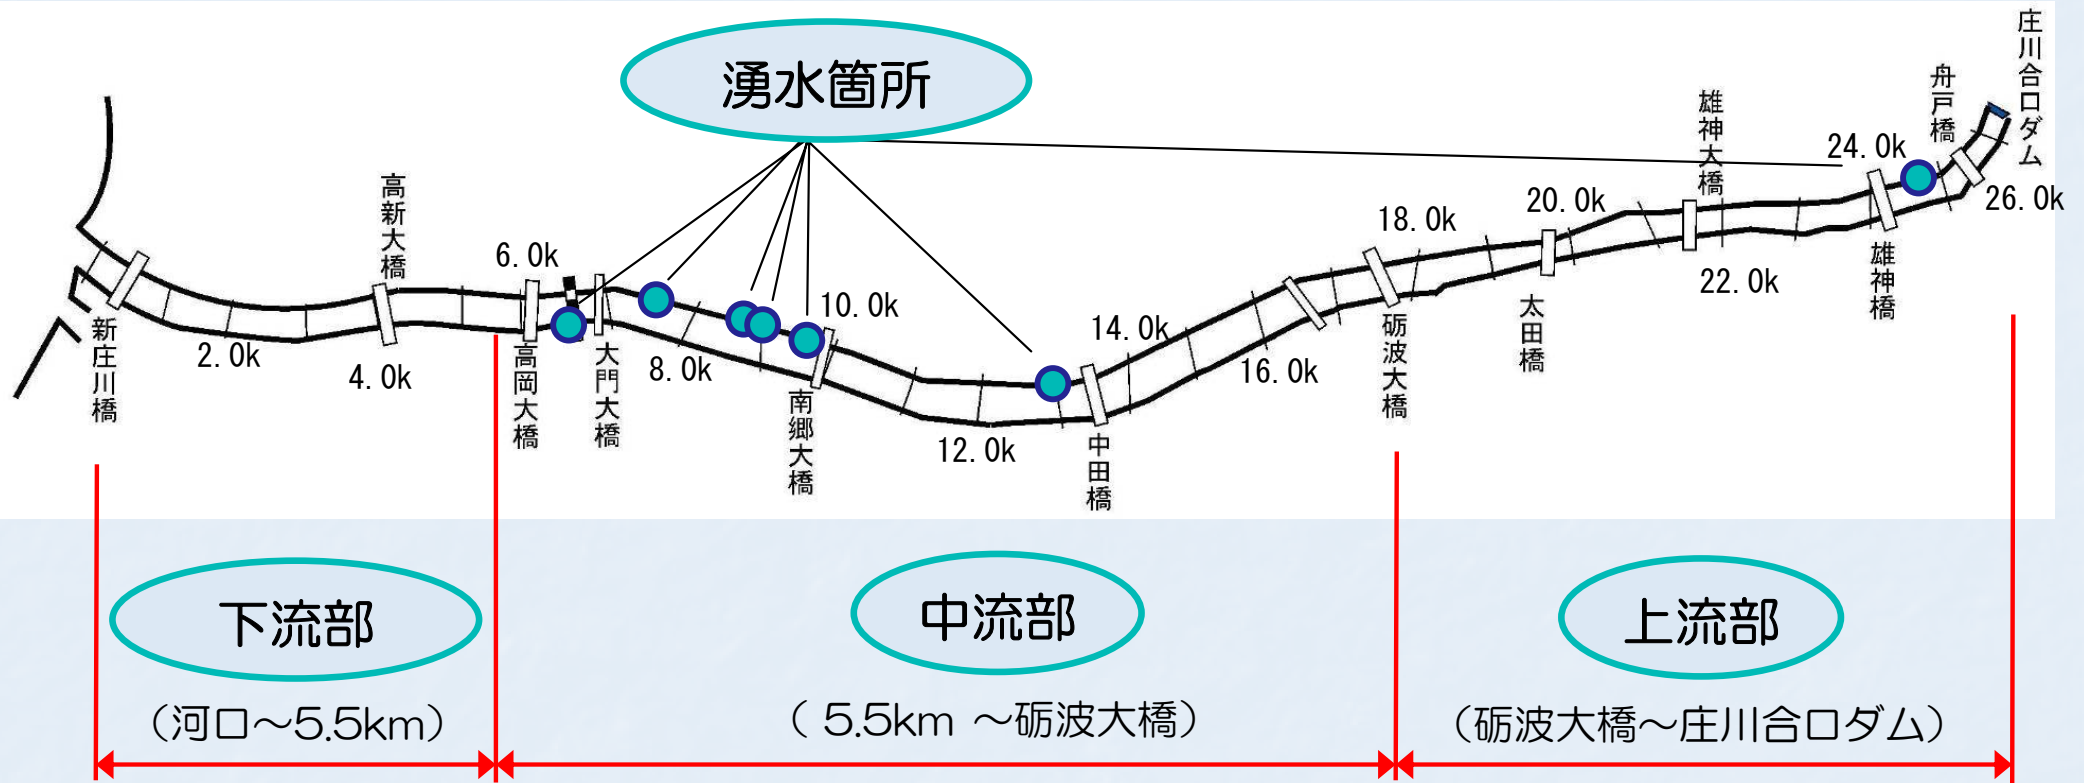 湧水箇所
庄川合口ダム
舟戸橋
雄神大橋
24.0k
高新大橋
26.0k
20.0k
18.0k
6.0k
雄神橋
22.0k
太田橋
10.0k
新庄川橋
砺波大橋
14.0k
2.0k
高岡大橋
大門大橋
8.0k
16.0k
4.0k
南郷大橋
12.0k
中田橋
下流部
中流部
上流部
(河口～5.5km)
( 5.5km ～砺波大橋)
(砺波大橋～庄川合口ダム)